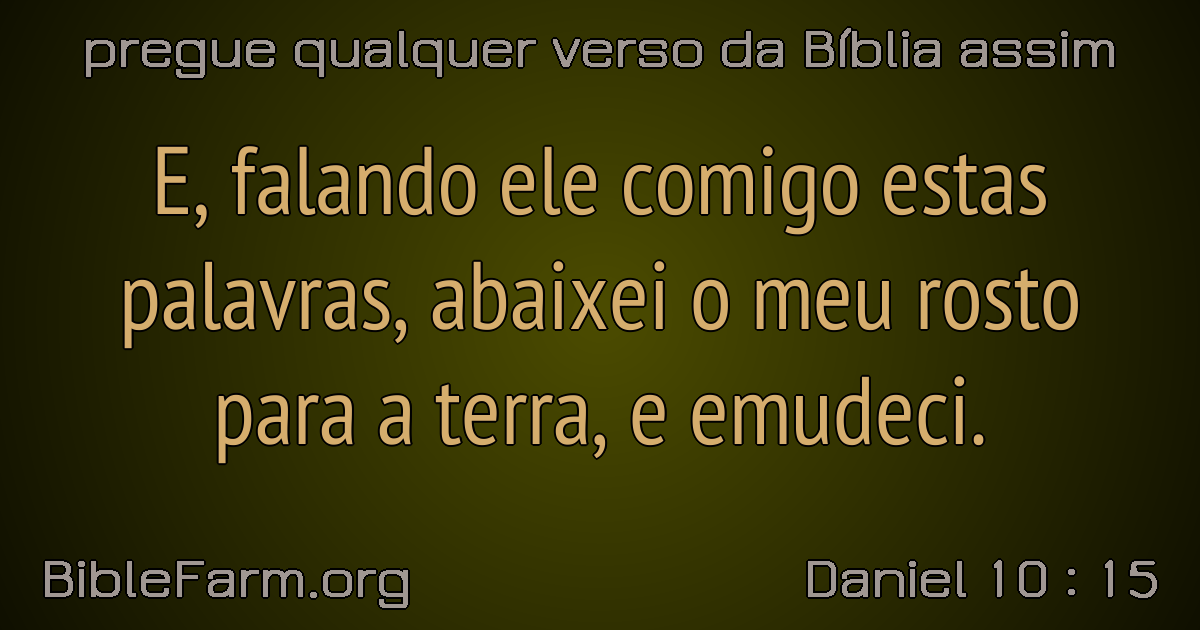 pregue qualquer verso da Bíblia assim
E, falando ele comigo estas
palavras, abaixei o meu rosto
para a terra, e emudeci.
BibleFarm.org
Daniel 10 : 15